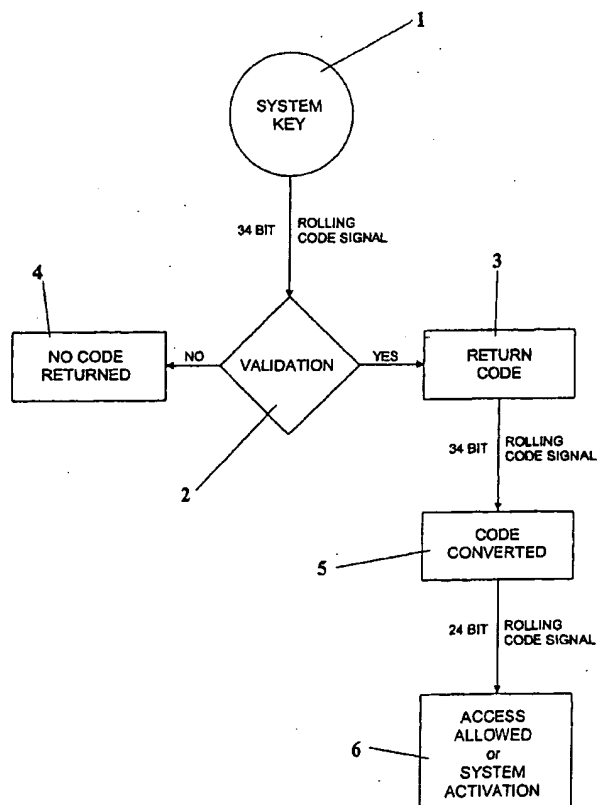 1
SYSTEM
KEY
34 BIT
ROLLING
CODE SIGNAL
4
3
NO CODE
RETURNED
NO
VALIDATION
YES
RETURN
CODE
2
34 BIT
ROLLING
CODE SIGNAL
5
CODE
CONVERTED
24 BIT
ROLLING
CODE SIGNAL
6
ACCESS
ALLOWED
or
SYSTEM
ACTIVATION